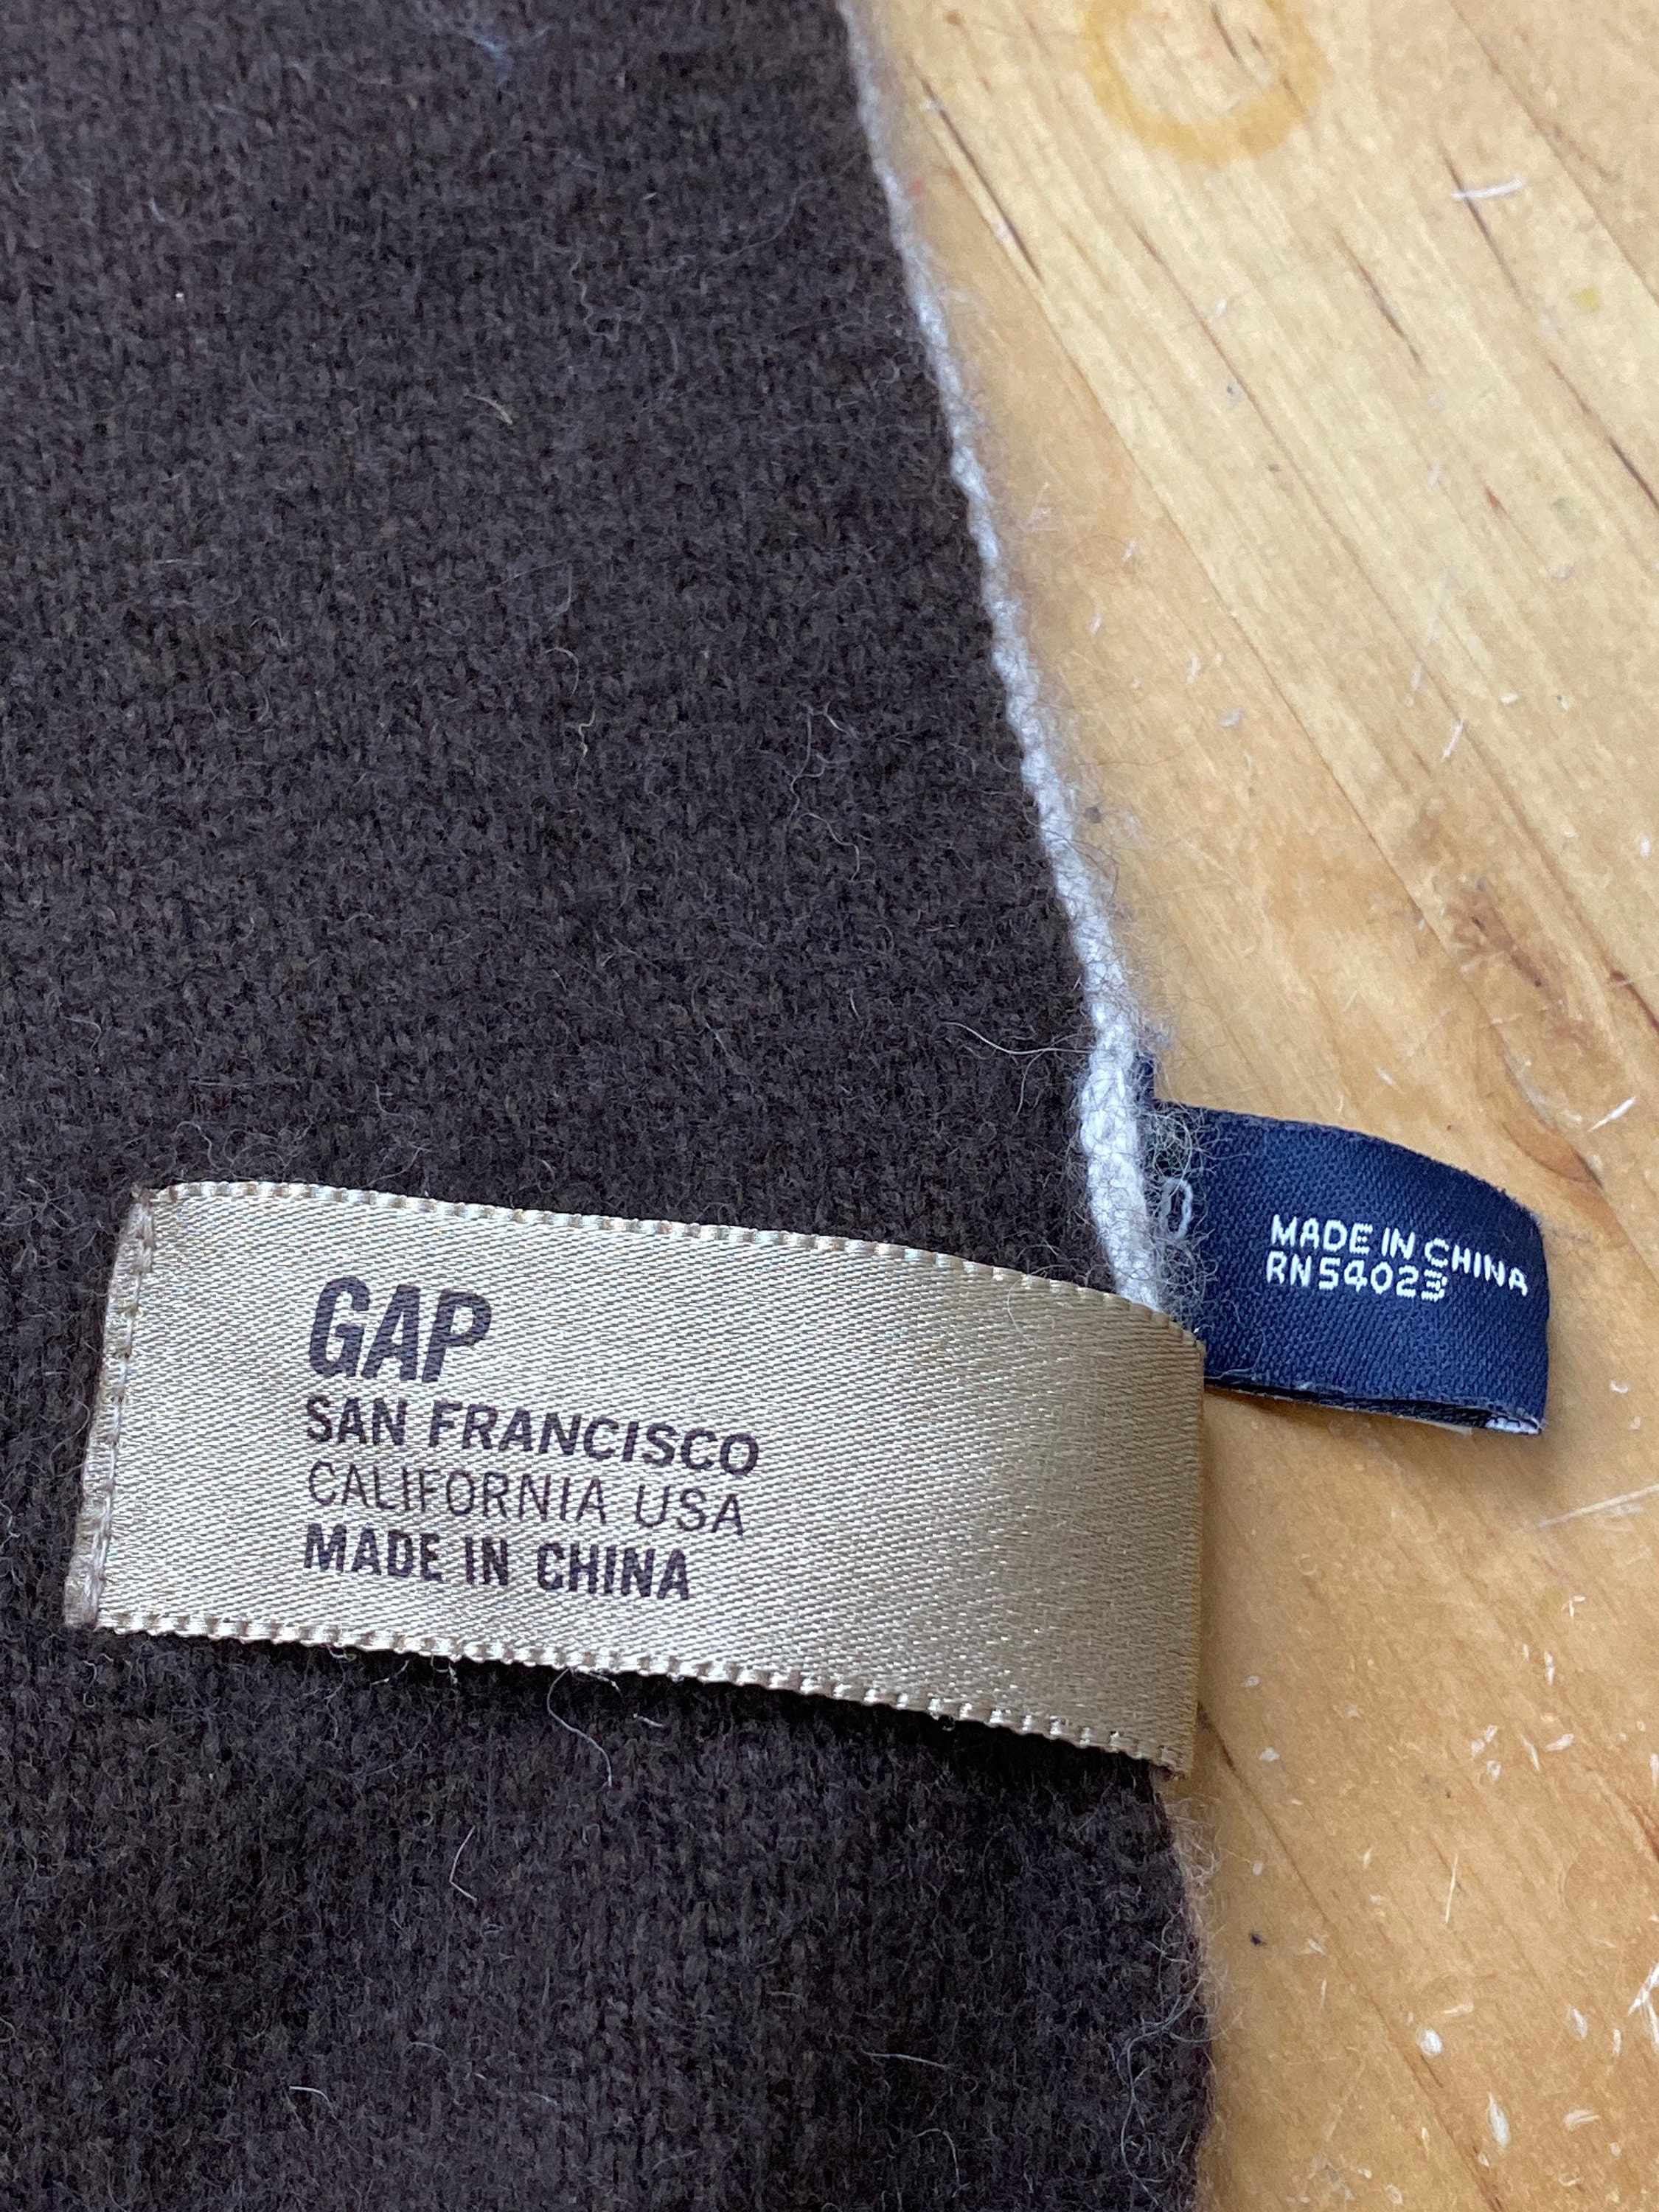 GAP
SAN FRANCISCO
CALIFORNIA USA
MADE IN CHINA
MADE IN CHINA
RN54023